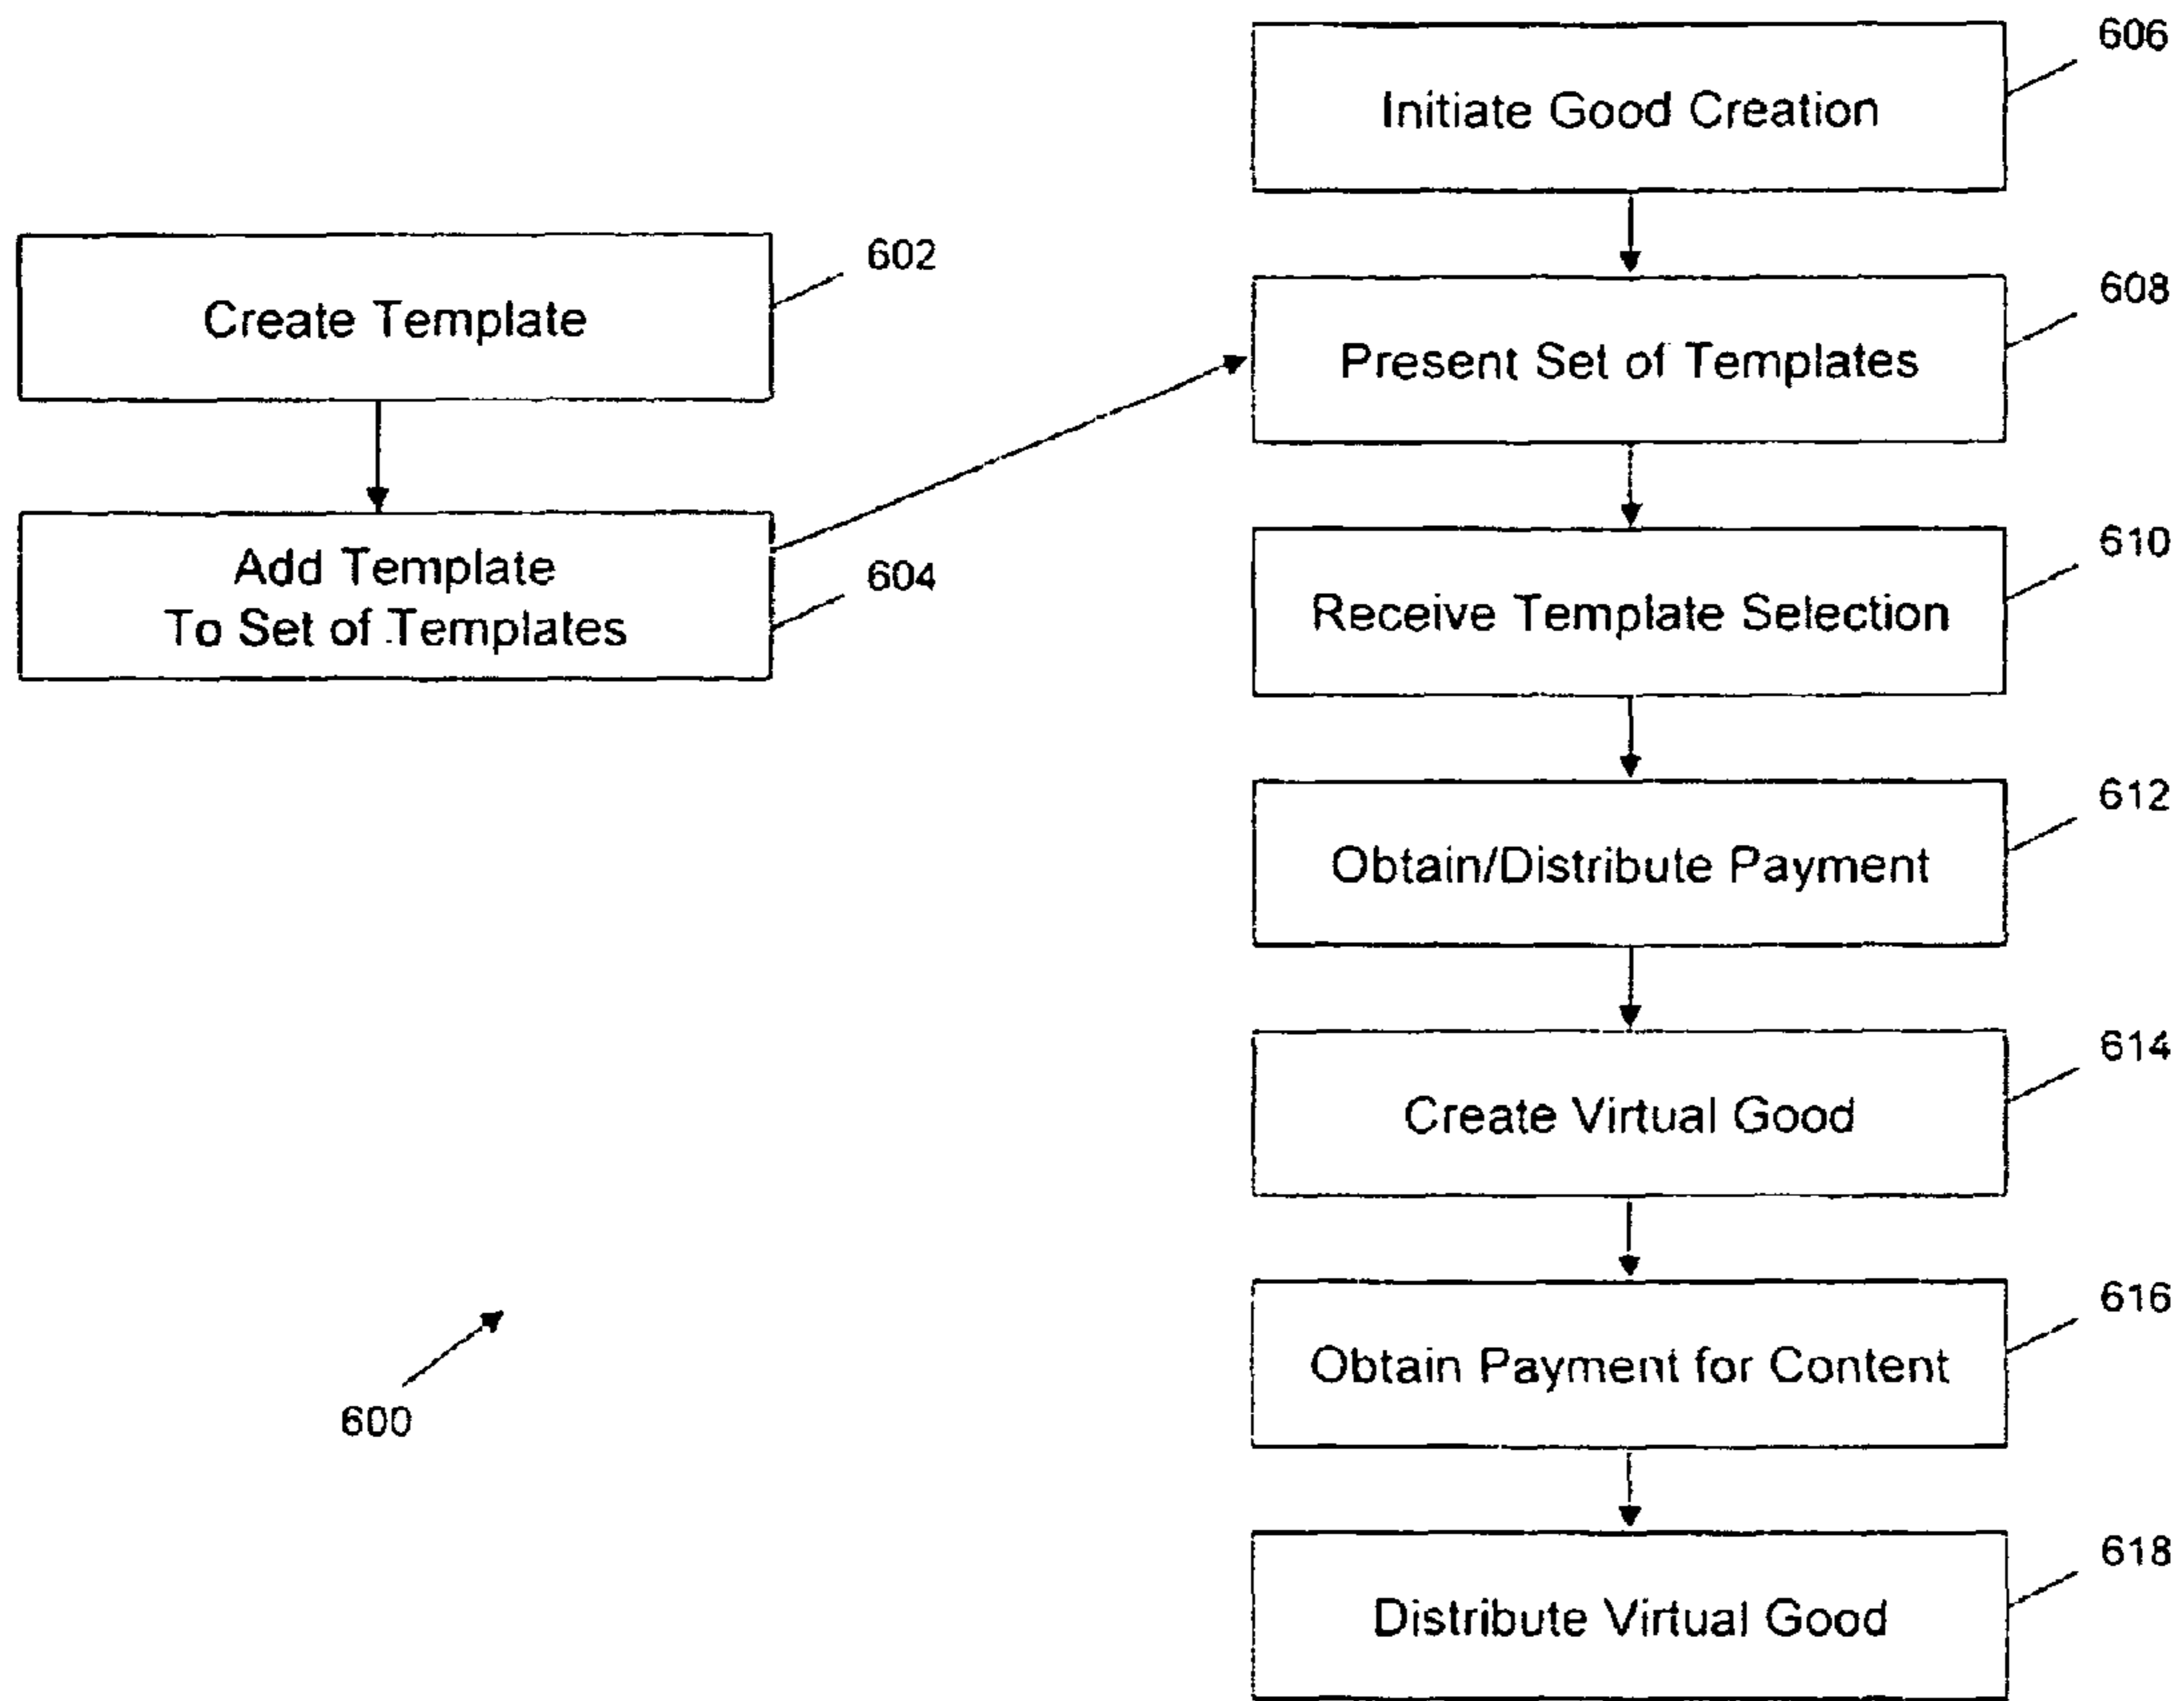 606
Initiate Good Creation
602
Create Template
608
Present Set of Templates
Add Template
To Set of Templates
604
610
Receive Template Selection
612
Obtain/Distribute Payment
614
Create Virtual Good
616
Obtain Payment for Content
600
618
Distribute Virtual Good